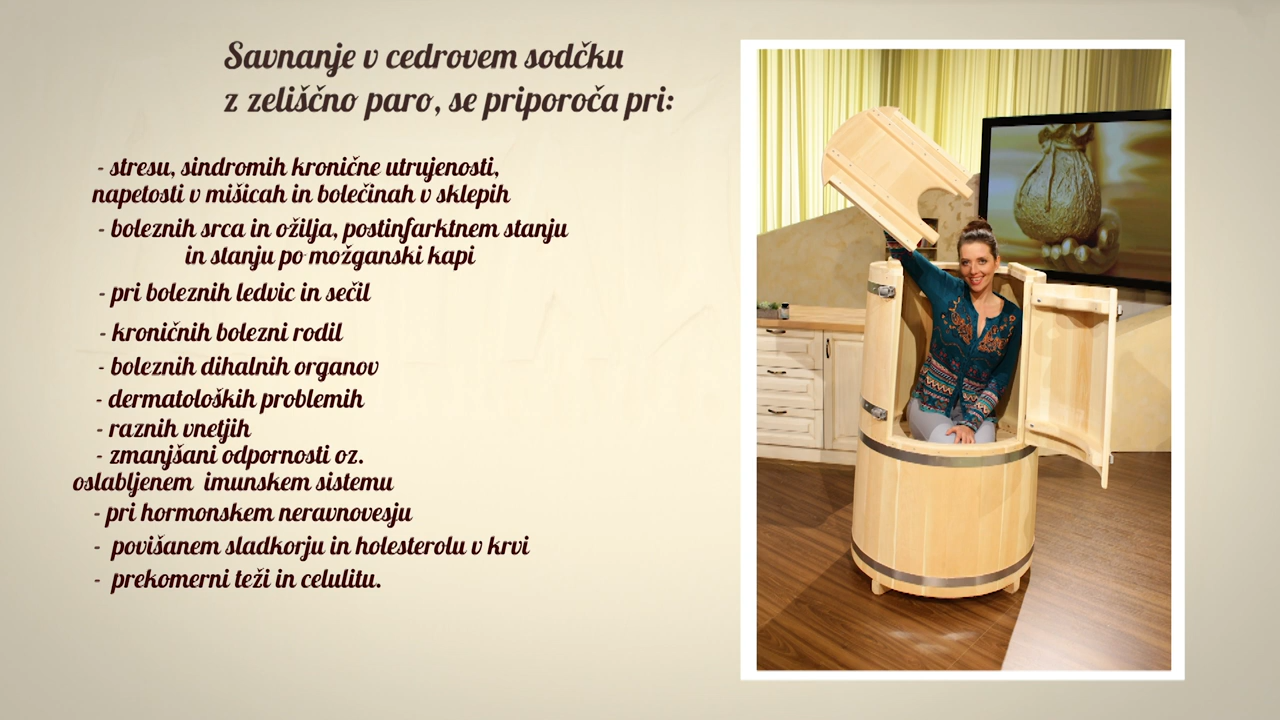 Savnanje v cedrovem sodčku
z zeliščno paro, se priporoča pri:
- stresu, sindromih kronične utrujenosti,
napetosti v mišicah in bolečinah v sklepih
- boleznih srca in ožilja, postinfarktnem stanju
in stanju po možganski kapi
- pri boleznih ledvic in sečil
- kroničnih bolezni rodil
- boleznih dihalnih organov
- dermatoloških problemih
- raznih vnetjih
- zmanjšani odpornosti oz.
oslabljenem imunskem sistemu
- pri hormonskem neravnovesju
- povišanem sladkorju in holesterolu v krvi
- prekomerni teži in celulitu.